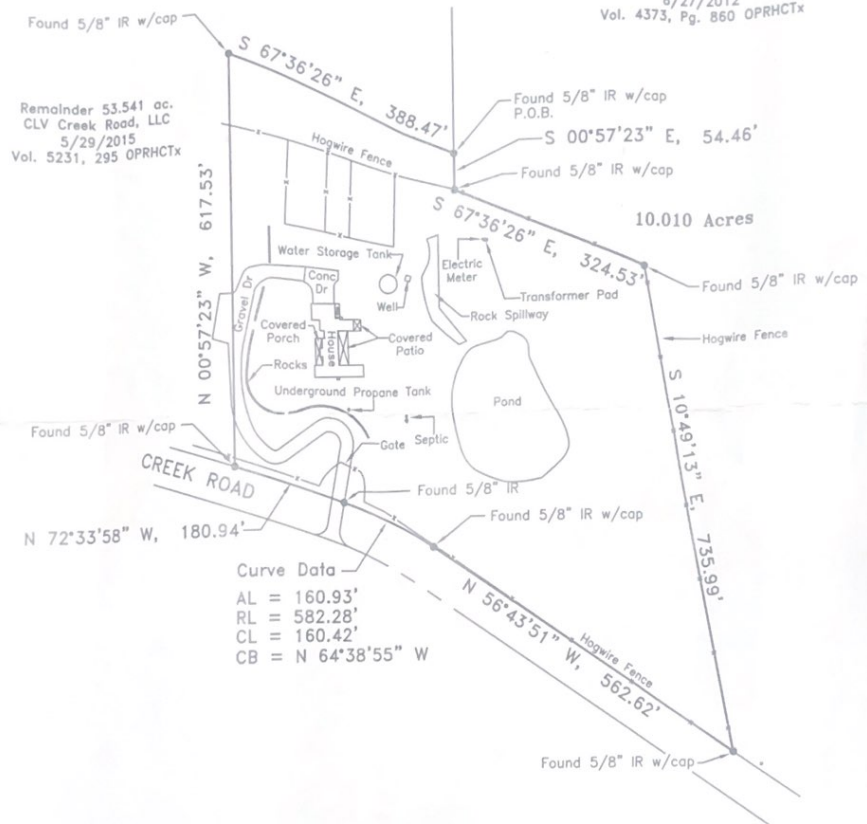 6/27/2012
Vol. 4373, Pg. 860 OPRHCTx
Found 5/8" IR w/cap
S 67°36'26" E, 388.47'
Remainder 53.541 ac.
CLV Creek Road, LLC
5/29/2015
Vol. 5231, 295 OPRHCTx
Found 5/8" IR w/cap
P.O.B.
S 00°57'23" E, 54.46'
Hogwire Fence
Found 5/8" IR w/cap
N 00°57'23" W, 617.53'
S 67°36'26" E, 324.53'
10.010 Acres
Water Storage Tank
Electric
Meter
Found 5/8" IR w/cap
Conc
Dr
Gravel Dr
Well
Transformer Pad
Rock Spillway
Covered
Porch
House
Covered
Patio
Hogwire Fence
Rocks
Underground Propane Tank
Pond
S 10°49'13" E, 735.99'
Found 5/8" IR w/cap
Gate
Septic
CREEK ROAD
Found 5/8" IR
Found 5/8" IR w/cap
N 72°33'58" W, 180.94'
Curve Data
AL = 160.93'
RL = 582.28'
CL = 160.42'
CB = N 64°38'55" W
N 56°43'51" W, 562.62'
Hogwire Fence
Found 5/8" IR w/cap